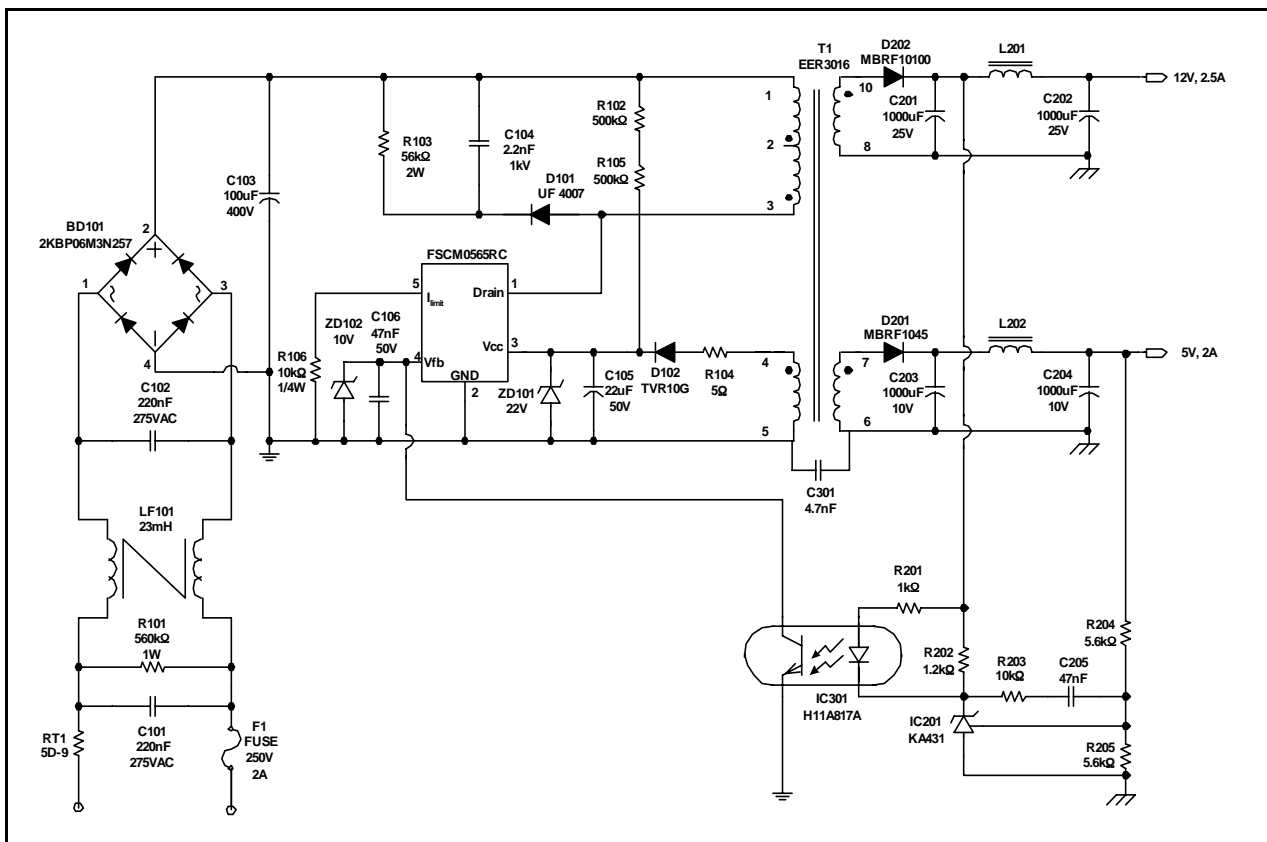 T1
EER3016
D202
MBRF10100
L201
12V, 2.5A
1
2
3
10
8
C201
1000uF
25V
C202
1000uF
25V
R102
500kΩ
R105
500kΩ
R103
56kΩ
2W
C104
2.2nF
1kV
D101
UF 4007
C103
100uF
400V
BD101
2KBP06M3N257
2
1
3
4
+
-
~
~
FSCM0565RC
5
Ilimit
Drain
1
4
Vfb
Vcc
3
GND
2
ZD102
10V
C106
47nF
50V
R106
10kΩ
1/4W
ZD101
22V
C105
22uF
50V
D102
TVR10G
R104
5Ω
4
5
7
6
D201
MBRF1045
L202
5V, 2A
C203
1000uF
10V
C204
1000uF
10V
C301
4.7nF
C102
220nF
275VAC
LF101
23mH
R101
560kΩ
1W
C101
220nF
275VAC
RT1
5D-9
F1
FUSE
250V
2A
R201
1kΩ
R202
1.2kΩ
R203
10kΩ
C205
47nF
R204
5.6kΩ
R205
5.6kΩ
IC301
H11A817A
IC201
KA431